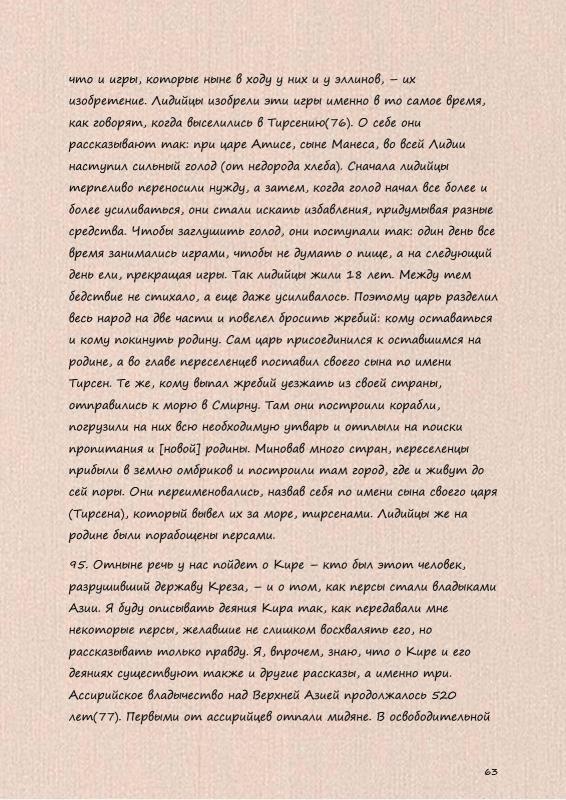 что и игры, которые ныне в ходу у них и у эллинов, – их
изобретение. Лидийцы изобрели эти игры именно в то самое время,
как говорят, когда выселились в Тирсению(76). О себе они
рассказывают так: при царе Атисе, сыне Манеса, во всей Лидии
наступил сильный голод (от недорода хлеба). Сначала лидийцы
терпеливо переносили нужду, а затем, когда голод начал все более и
более усиливаться, они стали искать избавления, придумывая разные
средства. Чтобы заглушить голод, они поступали так: один день все
время занимались играми, чтобы не думать о пище, а на следующий
день ели, прекращая игры. Так лидийцы жили 18 лет. Между тем
бедствие не стихало, а еще даже усиливалось. Поэтому царь разделил
весь народ на две части и повелел бросить жребий: кому оставаться
и кому покинуть родину. Сам царь присоединился к оставшимся на
родине, а во главе переселенцев поставил своего сына по имени
Тирсен. Те же, кому выпал жребий уезжать из своей страны,
отправились к морю в Смирну. Там они построили корабли,
погрузили на них всю необходимую утварь и отплыли на поиски
пропитания и [новой] родины. Миновав много стран, переселенцы
прибыли в землю омбриков и построили там город, где и живут до
сей поры. Они переименовались, назвав себя по имени сына своего царя
(Тирсена), который вывел их за море, тирсенами. Лидийцы же на
родине были порабощены персами.
95. Отныне речь у нас пойдет о Кире – кто был этот человек,
разрушивший державу Креза, – и о том, как персы стали владыками
Азии. Я буду описывать деяния Кира так, как передавали мне
некоторые персы, желавшие не слишком восхвалять его, но
рассказывать только правду. Я, впрочем, знаю, что о Кире и его
деяниях существуют также и другие рассказы, а именно три.
Ассирийское владычество над Верхней Азией продолжалось 520
лет(77). Первыми от ассирийцев отпали мидяне. В освободительной
63